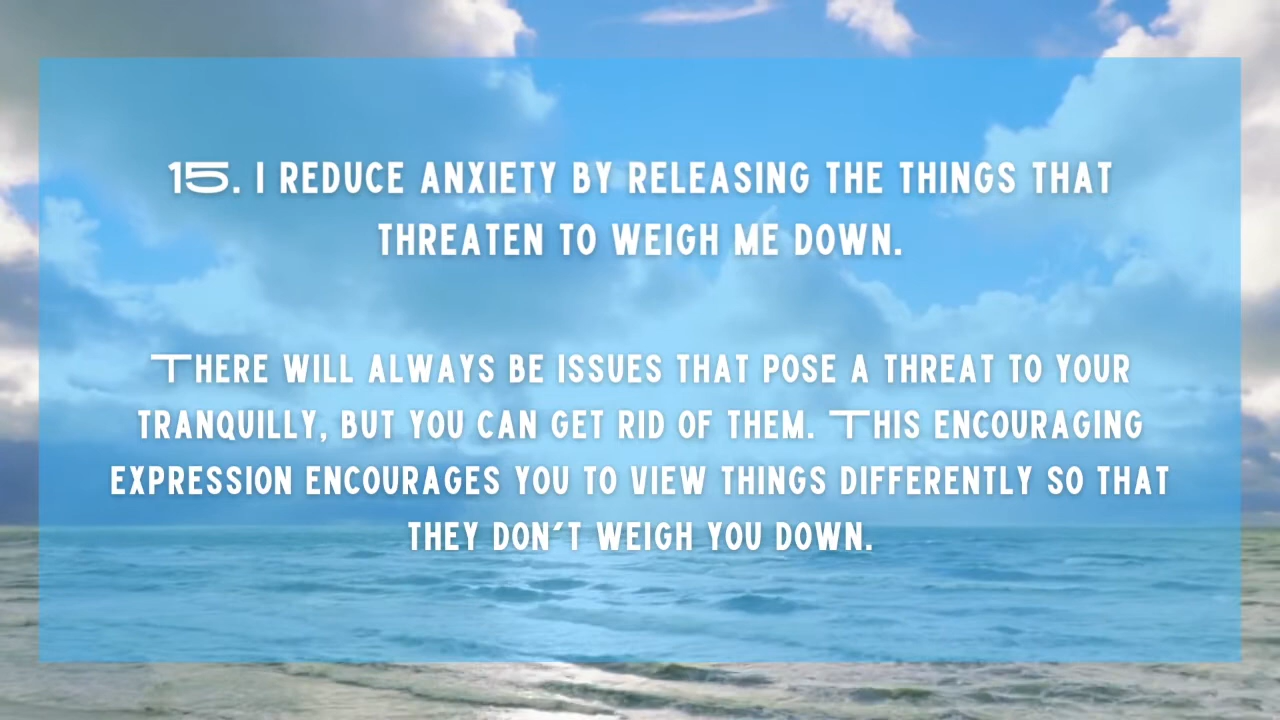 15. I REDUCE ANXIETY BY RELEASING THE THINGS THAT
THREATEN TO WEIGH ME DOWN.
THERE WILL ALWAYS BE ISSUES THAT POSE A THREAT TO YOUR
TRANQUILLY, BUT YOU CAN GET RID OF THEM. THIS ENCOURAGING
EXPRESSION ENCOURAGES YOU TO VIEW THINGS DIFFERENTLY SO THAT
THEY DON'T WEIGH YOU DOWN.